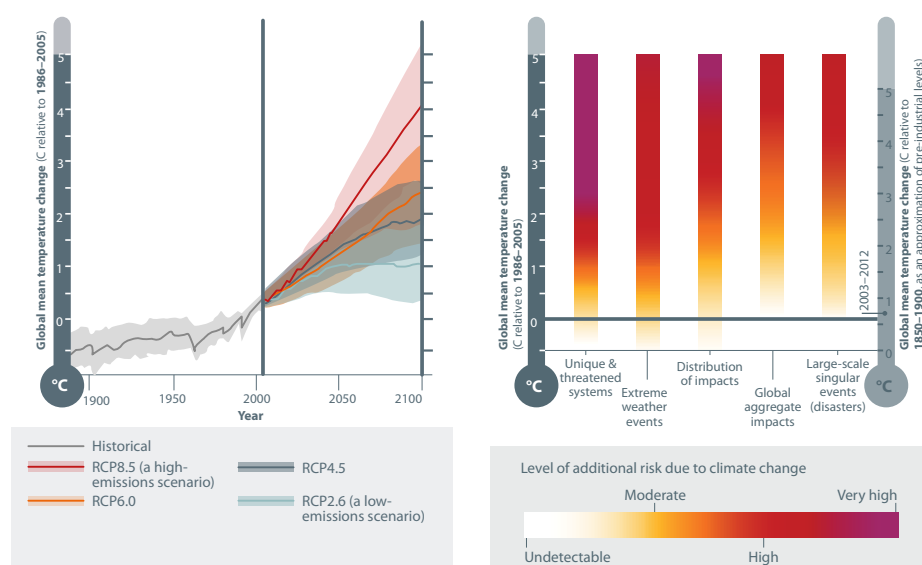 Global mean temperature change (C relative to 1986–2005)
5
4
3
2
1
0
°C
1900
1950
2000
2050
2100
Year
Historical
RCP8.5 (a high-
emissions scenario)
RCP6.0
RCP4.5
RCP2.6 (a low-
emissions scenario)
Global mean temperature change
(C relative to 1986–2005)
5
4
3
2
1
0
°C
Unique &
threatened
systems
Extreme
weather
events
Distribution
of impacts
Global
aggregate
impacts
Large-scale
singular
events
(disasters)
2003–2012
5
4
3
2
1
0
°C
Global mean temperature change (C relative to
1850–1900, as an approximation of pre-industrial levels)
Level of additional risk due to climate change
Moderate
Very high
Undetectable
High